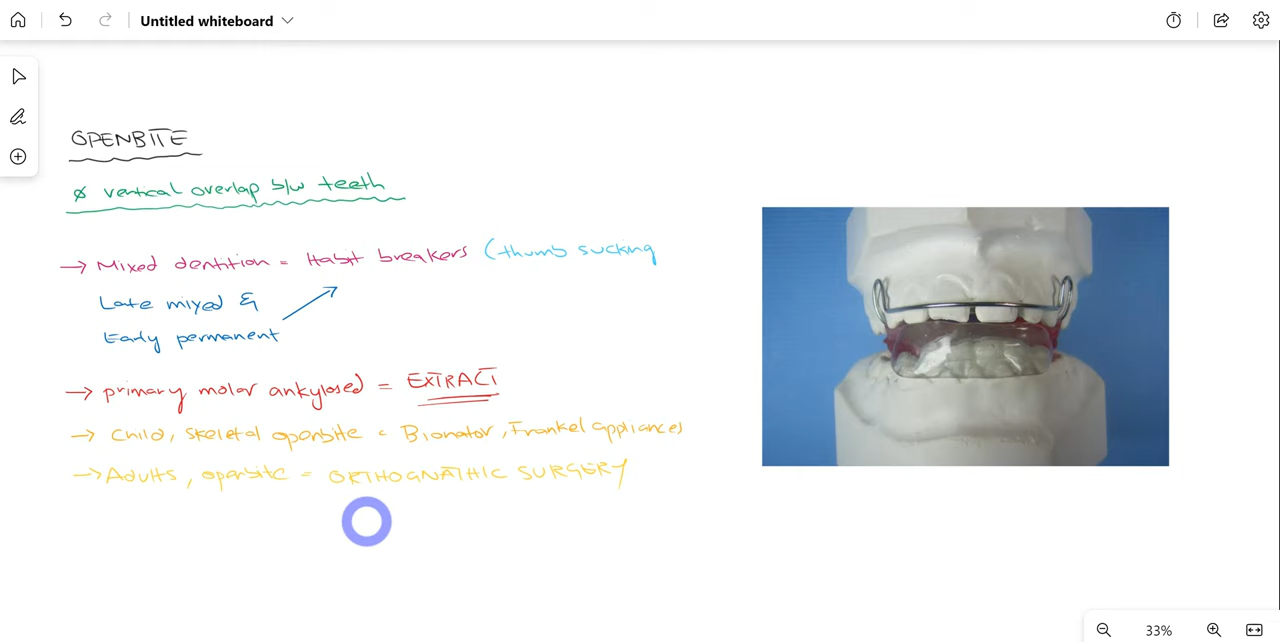 Untitled whiteboard
OPENBITE
∅ vertical overlap b/w teeth
→ Mixed dentition = Habit breakers (thumb sucking
Late mixed &
Early permanent
→ primary molar ankylosed = EXTRACT
→ Child, skeletal openbite = Bionator, Frankel appliances
→ Adults, openbite = ORTHOGNATHIC SURGERY
33%